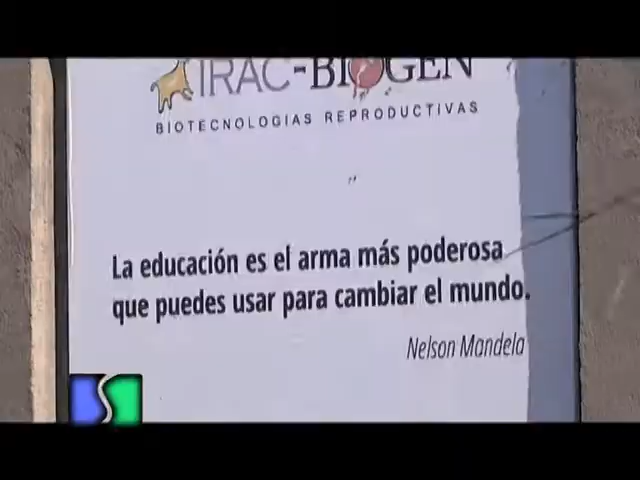 IRAC-BIOGEN
BIOTECNOLOGIAS REPRODUCTIVAS
La educación es el arma más poderosa
que puedes usar para cambiar el mundo.
Nelson Mandela